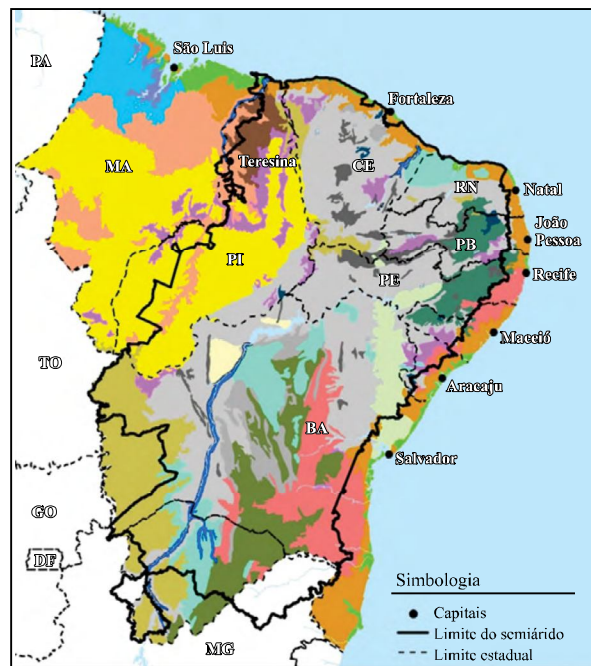 São Luis
PA
Fortaleza
Teresina
CE
MA
RN
Natal
João
Pessoa
PB
PI
PE
Recife
TO
Maceió
Aracaju
BA
Salvador
GO
DF
MG
Simbologia
Capitais
Limite do semiárido
Limite estadual